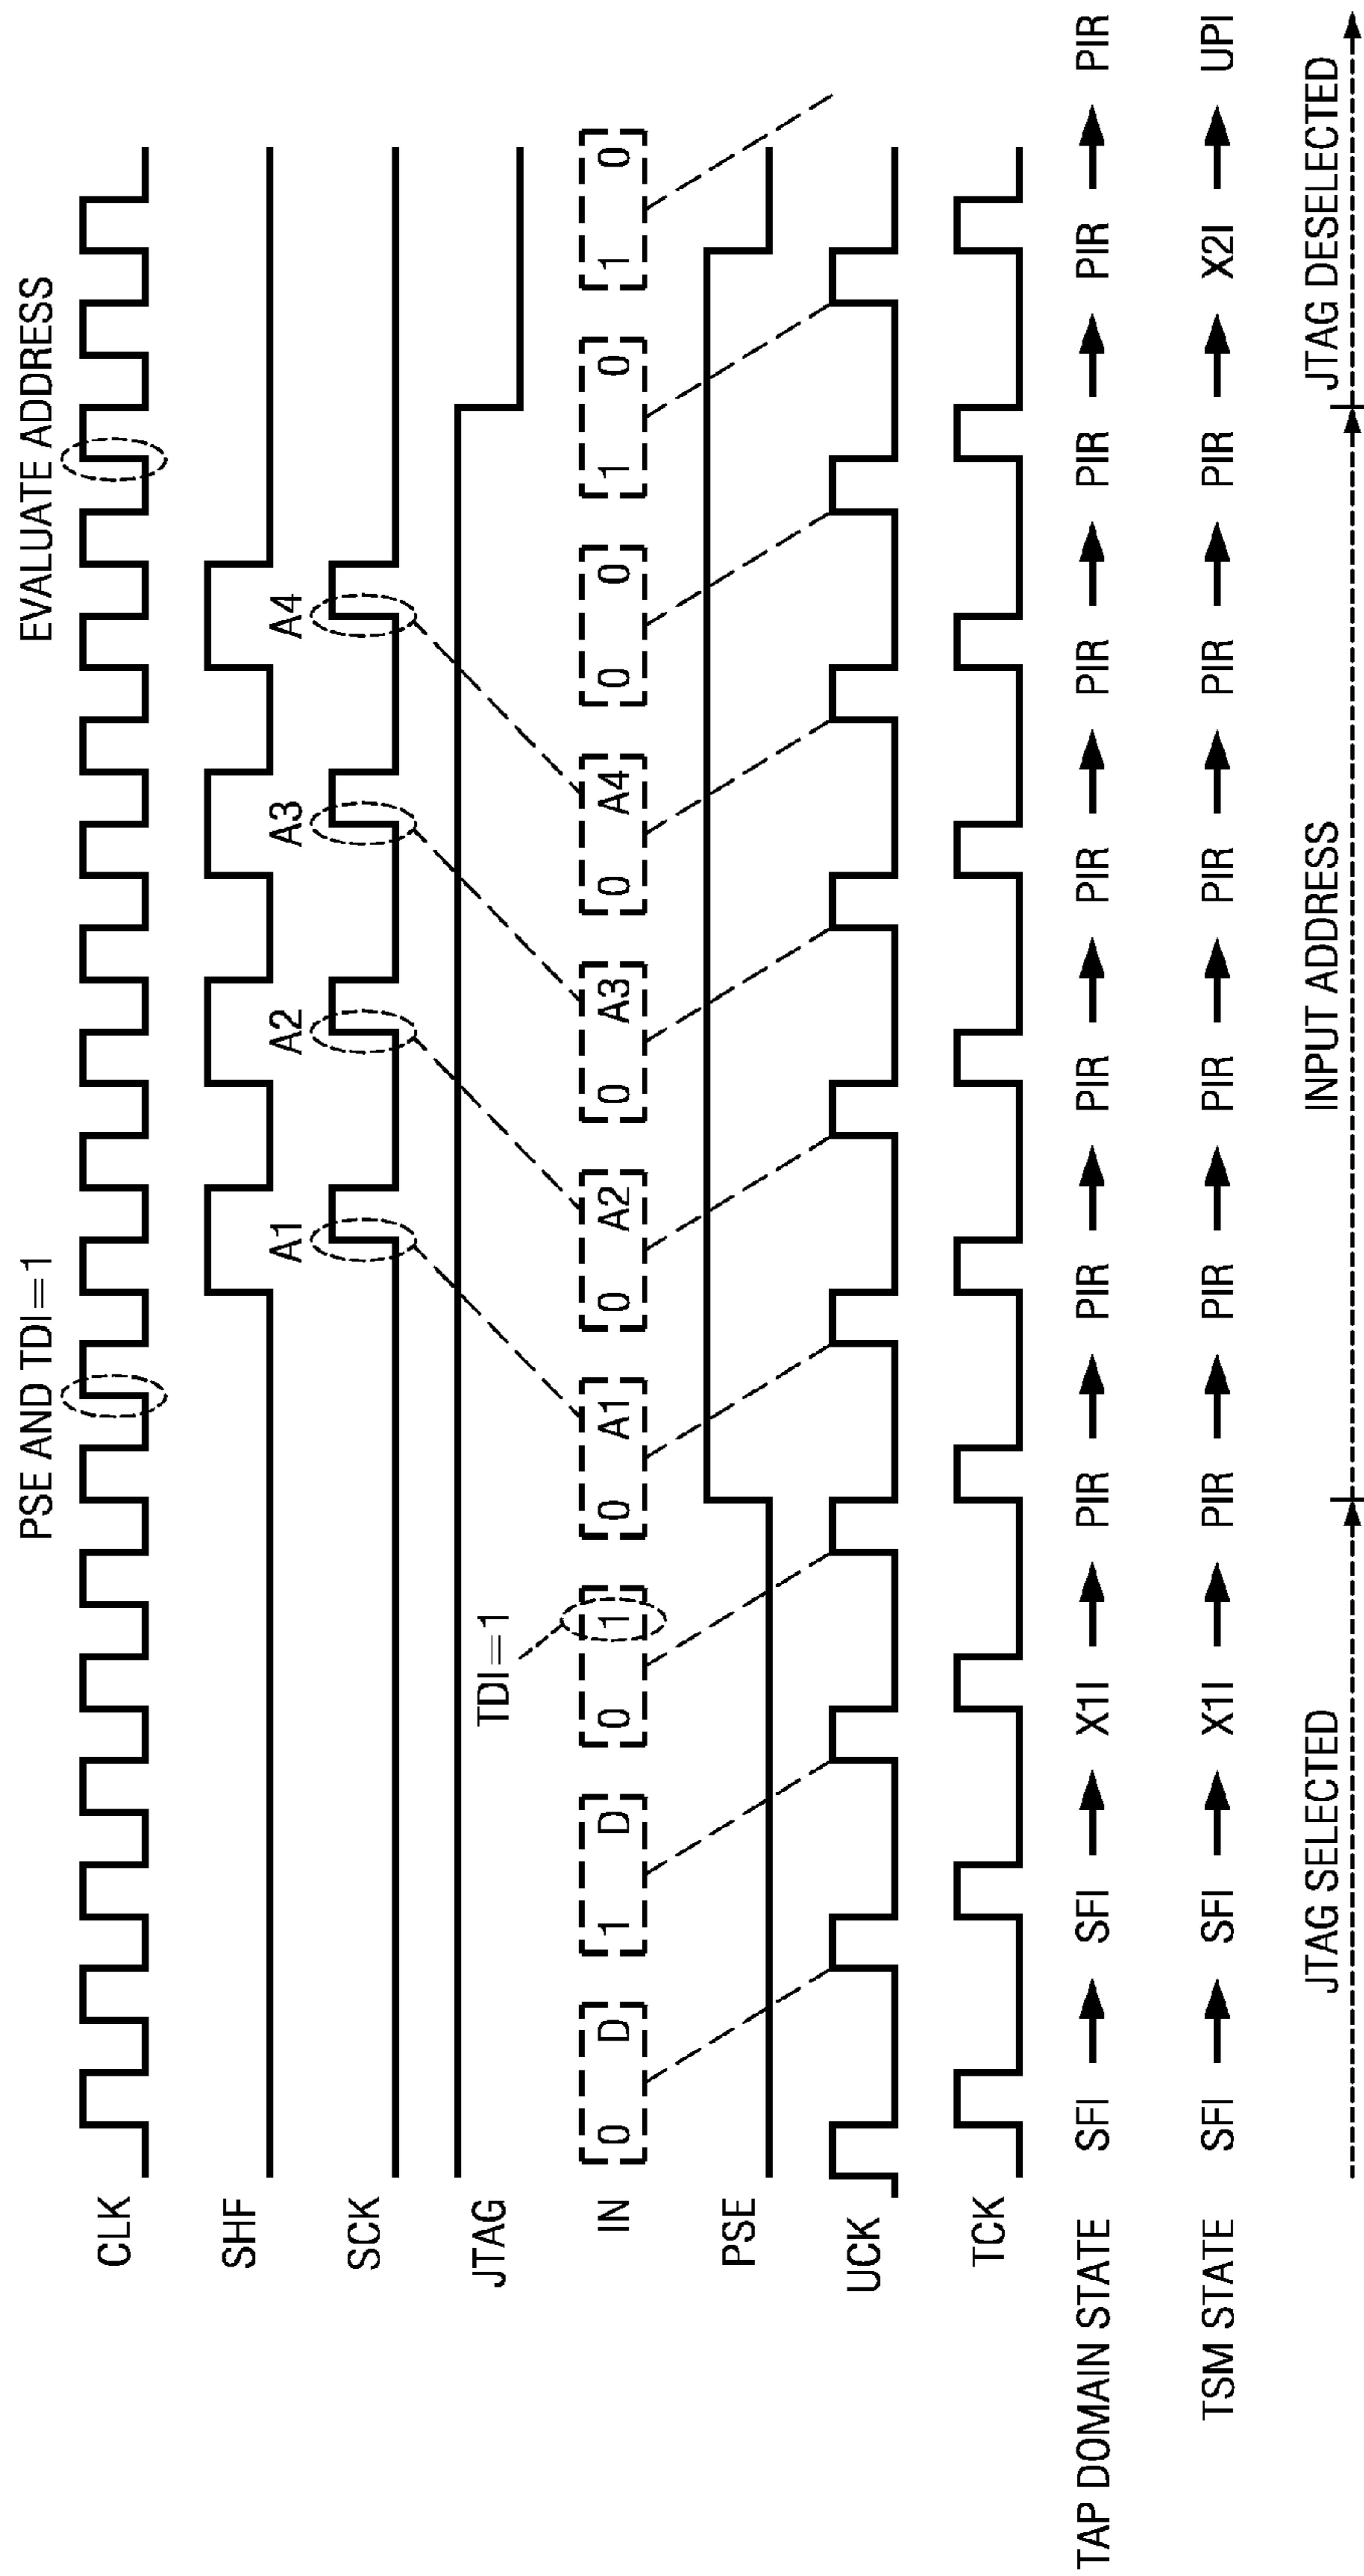 PSE AND TDI=1 EVALUATE ADDRESS
CLK
SHF
A1 A2 A3 A4
SCK
JTAG
TDI=1
IN 0 D 1 D 0 1 0 A1 0 A2 0 A3 0 A4 0 0 1 0 1 0
PSE
UCK
TCK
TAP DOMAIN STATE SFI SFI X1I PIR PIR PIR PIR PIR PIR PIR PIR
TSM STATE SFI SFI X1I PIR PIR PIR PIR PIR PIR X2I UPI
JTAG SELECTED INPUT ADDRESS JTAG DESELECTED